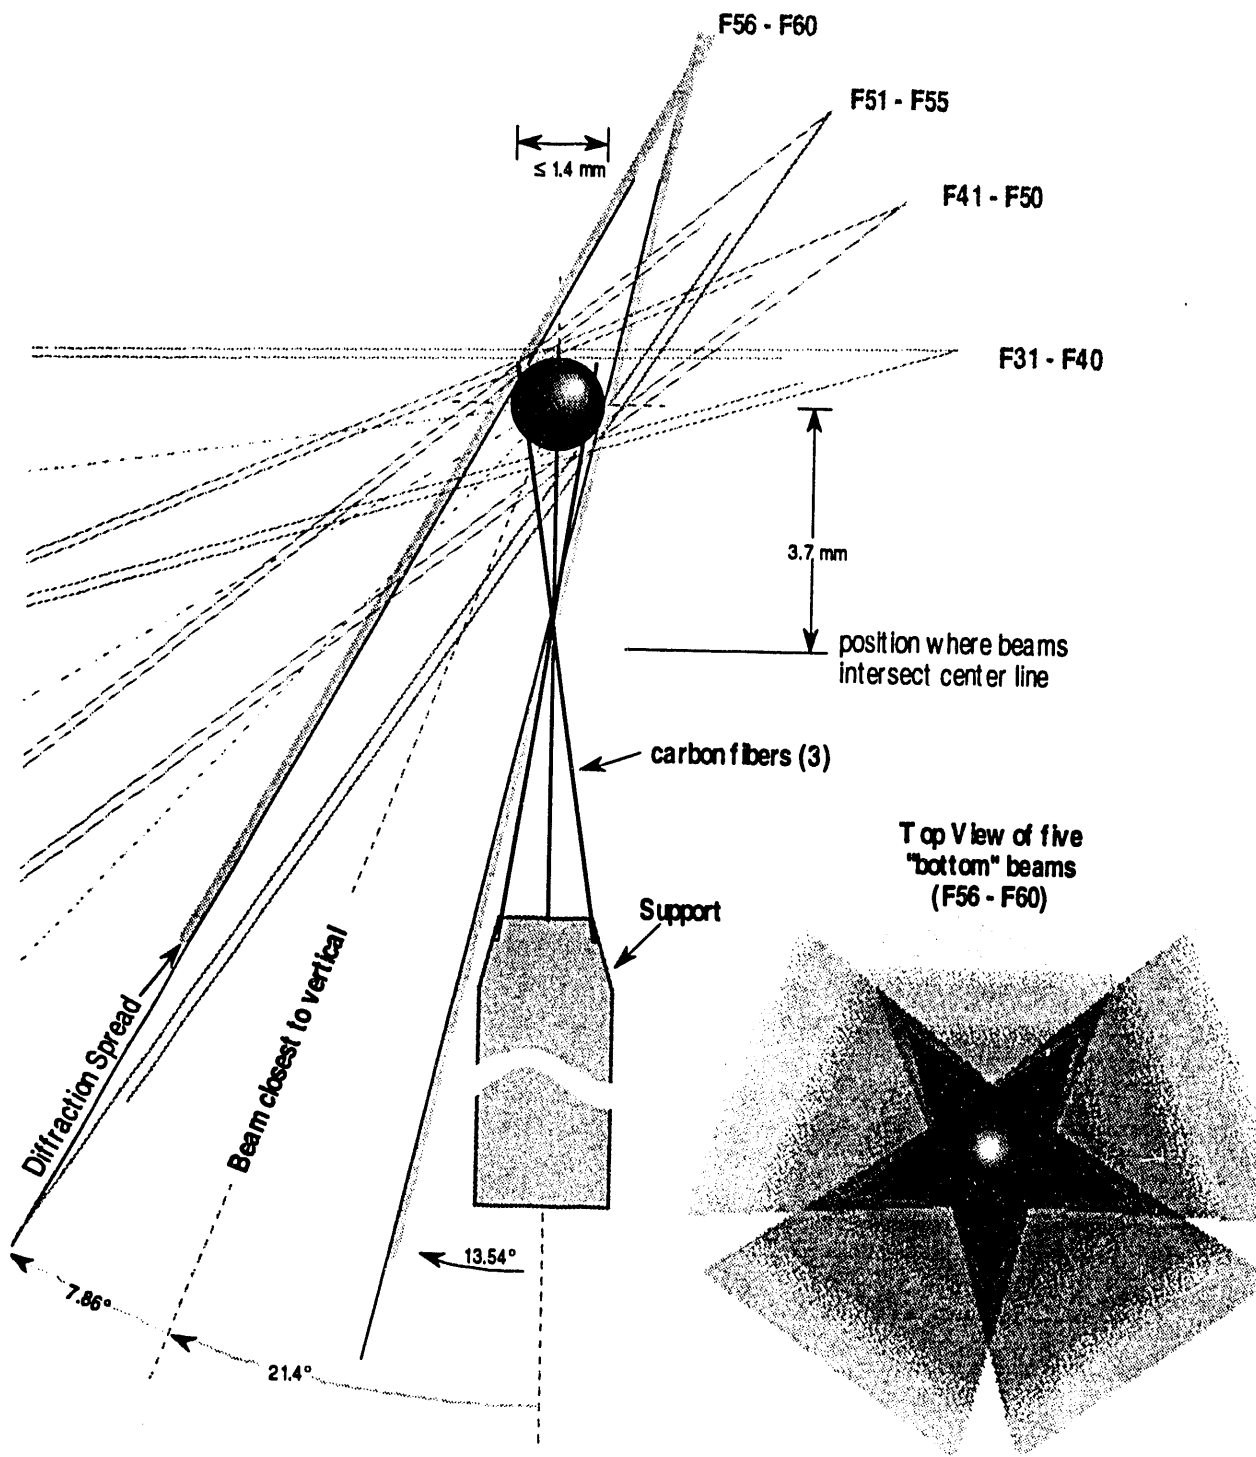 F56 - F60
F51 - F55
≤ 1.4 mm
F41 - F50
F31 - F40
3.7 mm
position where beams
intersect center line
carbon fibers (3)
Top View of five
"bottom" beams
(F56 - F60)
Support
Diffraction Spread
Beam closest to vertical
13.54°
7.86°
21.4°